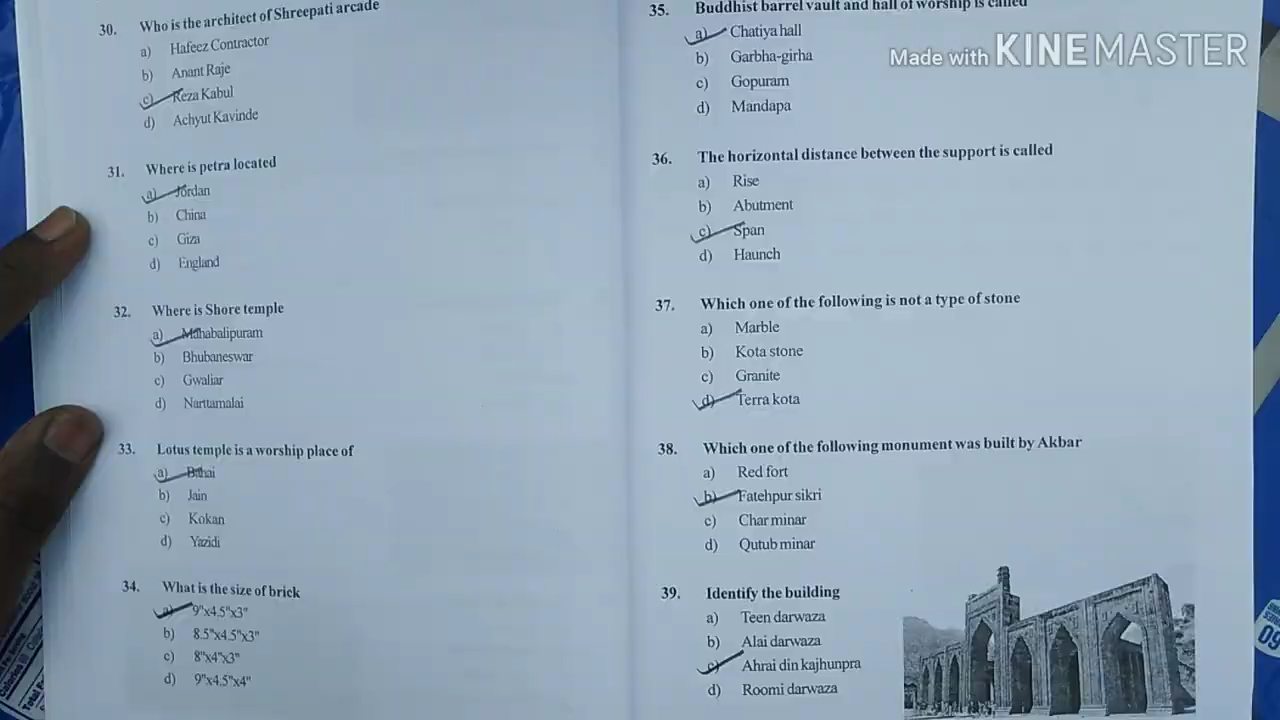 30. Who is the architect of Shreepati arcade
a) Hafeez Contractor
b) Anant Raje
c) Reza Kabul
d) Achyut Kavinde
31. Where is petra located
a) Jordan
b) China
c) Giza
d) England
32. Where is Shore temple
a) Mahabalipuram
b) Bhubaneswar
c) Gwaliar
d) Narttamalai
33. Lotus temple is a worship place of
a) Bahai
b) Jain
c) Kokan
d) Yazidi
34. What is the size of brick
a) 9"x4.5"x3"
b) 8.5"x4.5"x3"
c) 8"x4"x3"
d) 9"x4.5"x4"
35. Buddhist barrel vault and hall of worship is called
a) Chatiya hall
b) Garbha-girha
c) Gopuram
d) Mandapa
36. The horizontal distance between the support is called
a) Rise
b) Abutment
c) Span
d) Haunch
37. Which one of the following is not a type of stone
a) Marble
b) Kota stone
c) Granite
d) Terra kota
38. Which one of the following monument was built by Akbar
a) Red fort
b) Fatehpur sikri
c) Char minar
d) Qutub minar
39. Identify the building
a) Teen darwaza
b) Alai darwaza
c) Ahrai din kajhunpra
d) Roomi darwaza
Made with KINEMASTER
09